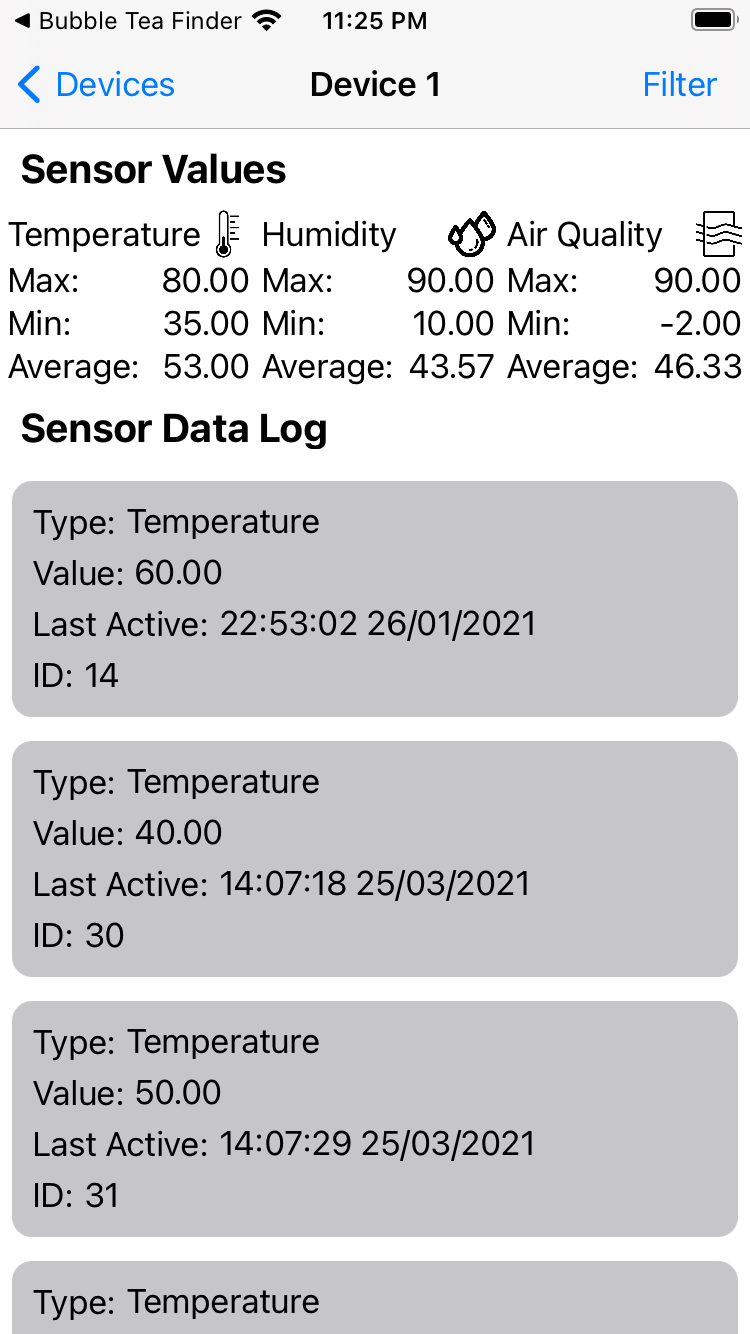 ◀ Bubble Tea Finder 11:25 PM
Devices Device 1 Filter
Sensor Values
Temperature Humidity Air Quality
Max: 80.00 Max: 90.00 Max: 90.00
Min: 35.00 Min: 10.00 Min: -2.00
Average: 53.00 Average: 43.57 Average: 46.33
Sensor Data Log
Type: Temperature
Value: 60.00
Last Active: 22:53:02 26/01/2021
ID: 14
Type: Temperature
Value: 40.00
Last Active: 14:07:18 25/03/2021
ID: 30
Type: Temperature
Value: 50.00
Last Active: 14:07:29 25/03/2021
ID: 31
Type: Temperature